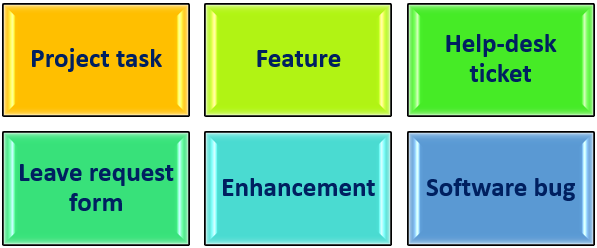 Project task
Feature
Help-desk
ticket
Leave request
form
Enhancement
Software bug